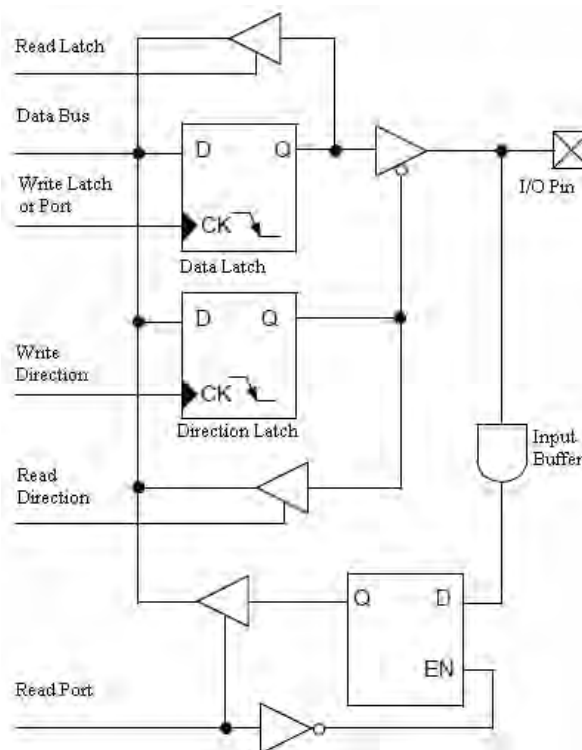 Read Latch
Data Bus
D
Q
Write Latch
or Port
I/O Pin
CK
Data Latch
D
Q
Write
Direction
CK
Direction Latch
Input
Buffer
Read
Direction
Q
D
EN
Read Port